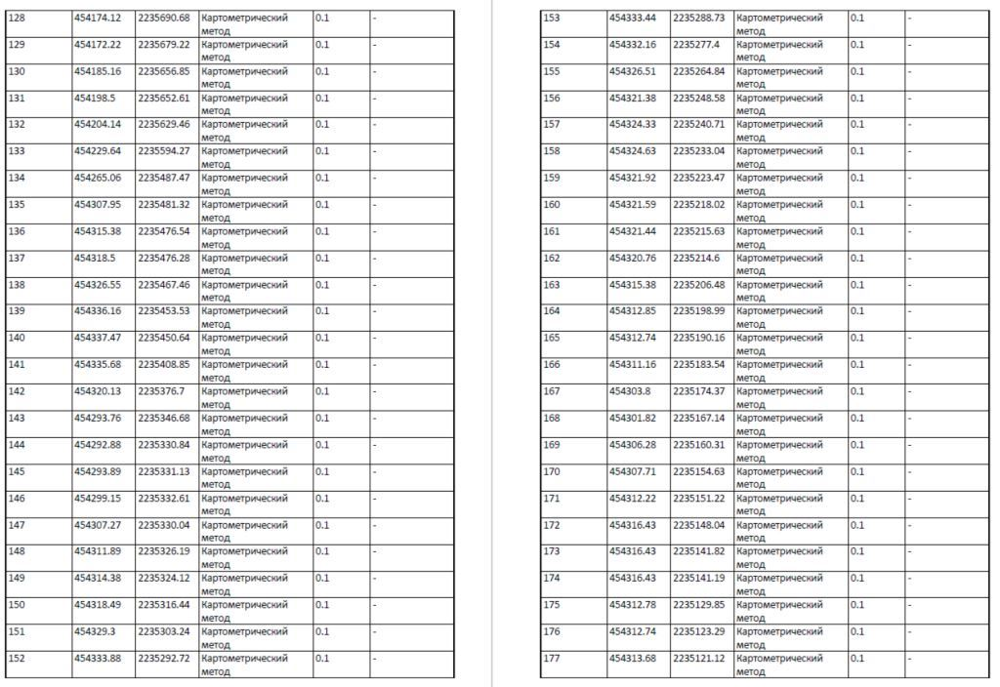 128 454174.12 2235690.68 Картометрический 0.1 -
метод
129 454172.22 2235679.22 Картометрический 0.1 -
метод
130 454185.16 2235656.85 Картометрический 0.1 -
метод
131 454198.5 2235652.61 Картометрический 0.1 -
метод
132 454204.14 2235629.46 Картометрический 0.1 -
метод
133 454229.64 2235594.27 Картометрический 0.1 -
метод
134 454265.06 2235487.47 Картометрический 0.1 -
метод
135 454307.95 2235481.32 Картометрический 0.1 -
метод
136 454315.38 2235476.54 Картометрический 0.1 -
метод
137 454318.5 2235476.28 Картометрический 0.1 -
метод
138 454326.55 2235467.46 Картометрический 0.1 -
метод
139 454336.16 2235453.53 Картометрический 0.1 -
метод
140 454337.47 2235450.64 Картометрический 0.1 -
метод
141 454335.68 2235408.85 Картометрический 0.1 -
метод
142 454320.13 2235376.7 Картометрический 0.1 -
метод
143 454293.76 2235346.68 Картометрический 0.1 -
метод
144 454292.88 2235330.84 Картометрический 0.1 -
метод
145 454293.89 2235331.13 Картометрический 0.1 -
метод
146 454299.15 2235332.61 Картометрический 0.1 -
метод
147 454307.27 2235330.04 Картометрический 0.1 -
метод
148 454311.89 2235326.19 Картометрический 0.1 -
метод
149 454314.38 2235324.12 Картометрический 0.1 -
метод
150 454318.49 2235316.44 Картометрический 0.1 -
метод
151 454329.3 2235303.24 Картометрический 0.1 -
метод
152 454333.88 2235292.72 Картометрический 0.1 -
метод
153 454333.44 2235288.73 Картометрический 0.1 -
метод
154 454332.16 2235277.4 Картометрический 0.1 -
метод
155 454326.51 2235264.84 Картометрический 0.1 -
метод
156 454321.38 2235248.58 Картометрический 0.1 -
метод
157 454324.33 2235240.71 Картометрический 0.1 -
метод
158 454324.63 2235233.04 Картометрический 0.1 -
метод
159 454321.92 2235223.47 Картометрический 0.1 -
метод
160 454321.59 2235218.02 Картометрический 0.1 -
метод
161 454321.44 2235215.63 Картометрический 0.1 -
метод
162 454320.76 2235214.6 Картометрический 0.1 -
метод
163 454315.38 2235206.48 Картометрический 0.1 -
метод
164 454312.85 2235198.99 Картометрический 0.1 -
метод
165 454312.74 2235190.16 Картометрический 0.1 -
метод
166 454311.16 2235183.54 Картометрический 0.1 -
метод
167 454303.8 2235174.37 Картометрический 0.1 -
метод
168 454301.82 2235167.14 Картометрический 0.1 -
метод
169 454306.28 2235160.31 Картометрический 0.1 -
метод
170 454307.71 2235154.63 Картометрический 0.1 -
метод
171 454312.22 2235151.22 Картометрический 0.1 -
метод
172 454316.43 2235148.04 Картометрический 0.1 -
метод
173 454316.43 2235141.82 Картометрический 0.1 -
метод
174 454316.43 2235141.19 Картометрический 0.1 -
метод
175 454312.78 2235129.85 Картометрический 0.1 -
метод
176 454312.74 2235123.29 Картометрический 0.1 -
метод
177 454313.68 2235121.12 Картометрический 0.1 -
метод